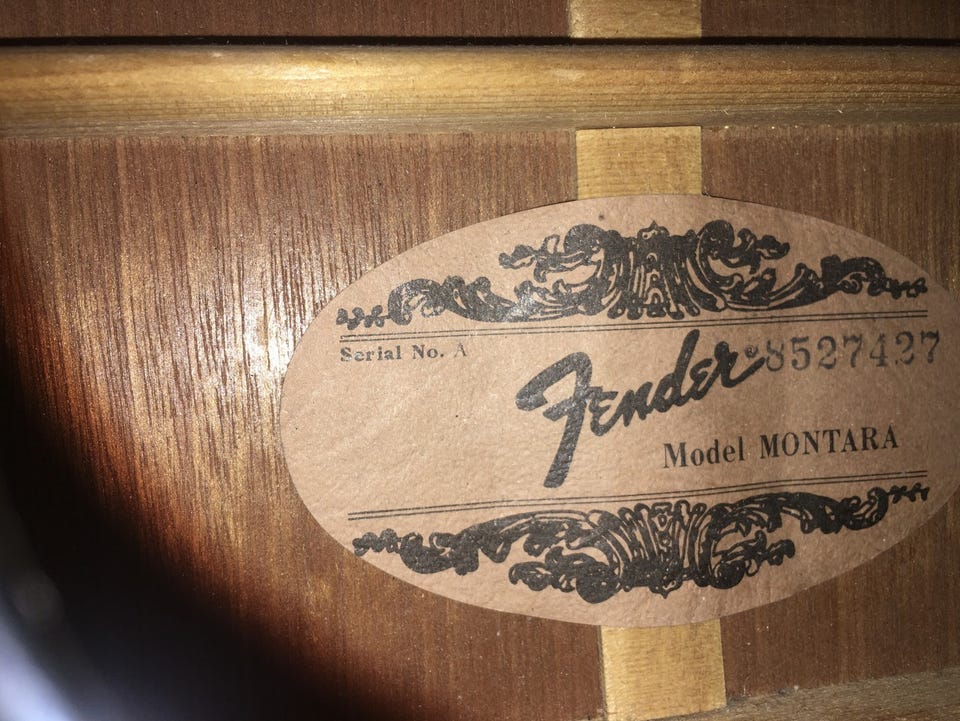 Serial No. A
Fender® 8527427
Model MONTARA